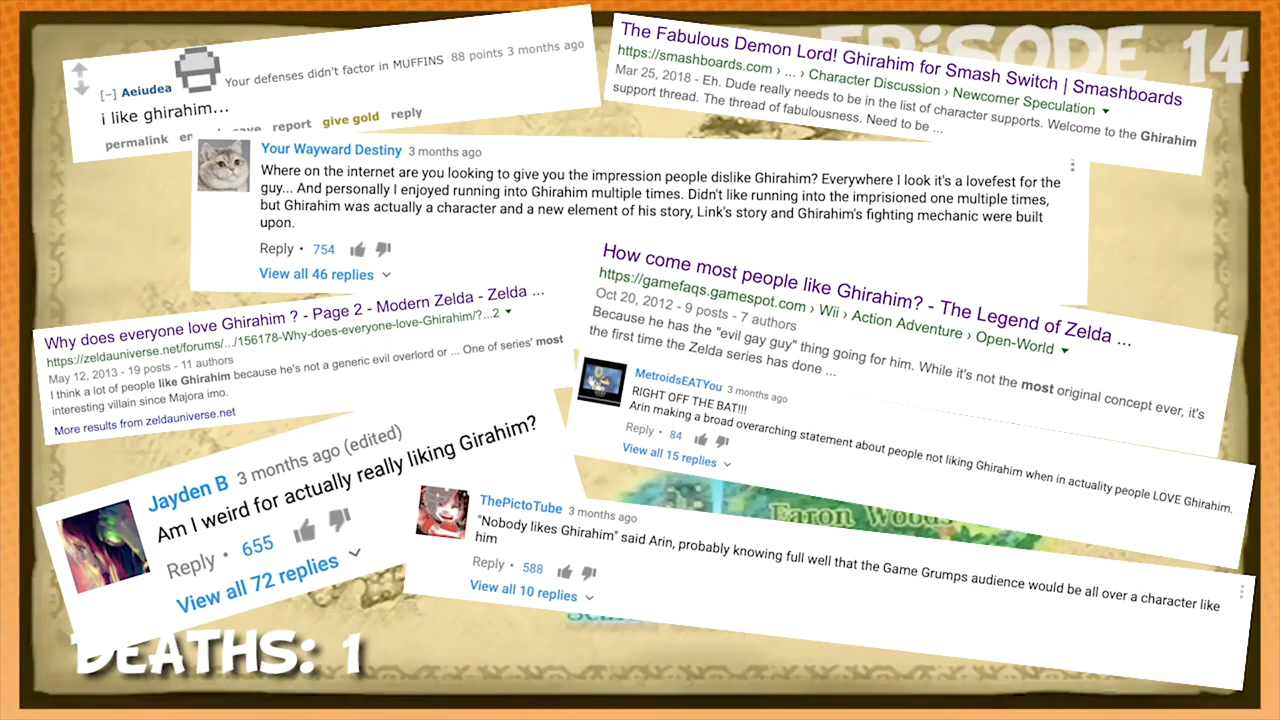 EPISODE 14
[–] Aeiudea Your defenses didn't factor in MUFFINS 88 points 3 months ago
i like ghirahim...
permalink save report give gold reply
The Fabulous Demon Lord! Ghirahim for Smash Switch | Smashboards
https://smashboards.com › ... › Character Discussion › Newcomer Speculation
Mar 25, 2018 - Eh. Dude really needs to be in the list of character supports. Welcome to the Ghirahim
support thread. The thread of fabulousness. Need to be ...
Your Wayward Destiny 3 months ago
Where on the internet are you looking to give you the impression people dislike Ghirahim? Everywhere I look it's a lovefest for the
guy... And personally I enjoyed running into Ghirahim multiple times. Didn't like running into the imprisioned one multiple times,
but Ghirahim was actually a character and a new element of his story, Link's story and Ghirahim's fighting mechanic were built
upon.
Reply • 754
View all 46 replies
How come most people like Ghirahim? - The Legend of Zelda ...
https://gamefaqs.gamespot.com › Wii › Action Adventure › Open-World
Oct 20, 2012 - 9 posts - 7 authors
Because he has the "evil gay guy" thing going for him. While it's not the most original concept ever, it's
the first time the Zelda series has done ...
Why does everyone love Ghirahim ? - Page 2 - Modern Zelda - Zelda ...
https://zeldauniverse.net/forums/.../156178-Why-does-everyone-love-Ghirahim/?...2
May 12, 2013 - 19 posts - 11 authors
I think a lot of people like Ghirahim because he's not a generic evil overlord or ... One of series' most
interesting villain since Majora imo.
More results from zeldauniverse.net
MetroidsEATYou 3 months ago
RIGHT OFF THE BAT!!!
Arin making a broad overarching statement about people not liking Ghirahim when in actuality people LOVE Ghirahim.
Reply • 84
View all 15 replies
Jayden B 3 months ago (edited)
Am I weird for actually really liking Girahim?
Reply • 655
View all 72 replies
Faron Woods
ThePictoTube 3 months ago
"Nobody likes Ghirahim" said Arin, probably knowing full well that the Game Grumps audience would be all over a character like
him
Reply • 588
View all 10 replies
DEATHS: 1